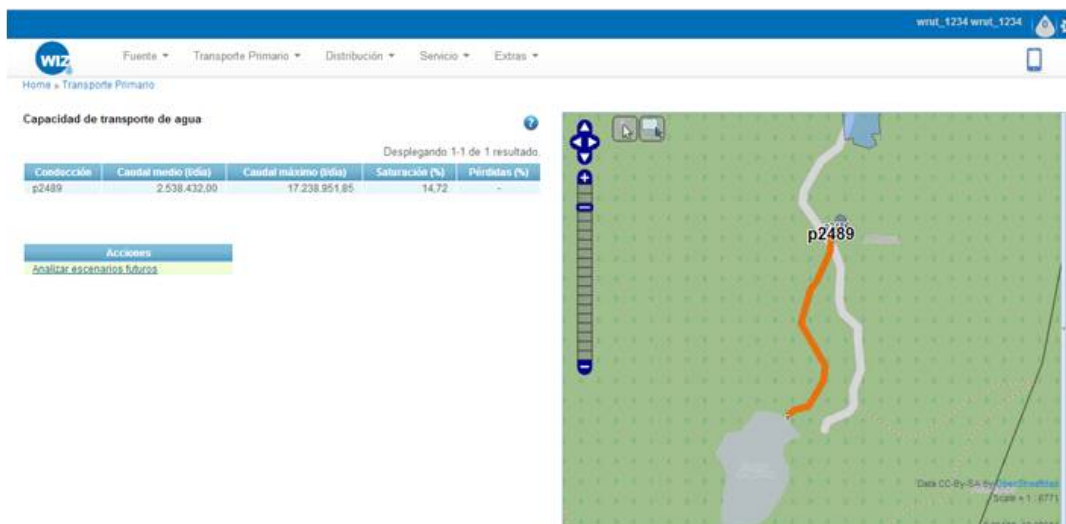 wrut_1234 wrut_1234
WIZ
Fuente Transporte Primario Distribución Servicio Extras
Home » Transporte Primario
Capacidad de transporte de agua
?
Desplegando 1-1 de 1 resultado.
Conducción Caudal medio (l/día) Caudal máximo (l/día) Saturación (%) Pérdidas (%)
p2489 2.538.432,00 17.238.951,85 14,72 -
Acciones
Analizar escenarios futuros
p2489
Data CC-By-SA by OpenStreetMap
Scale = 1 : 6771